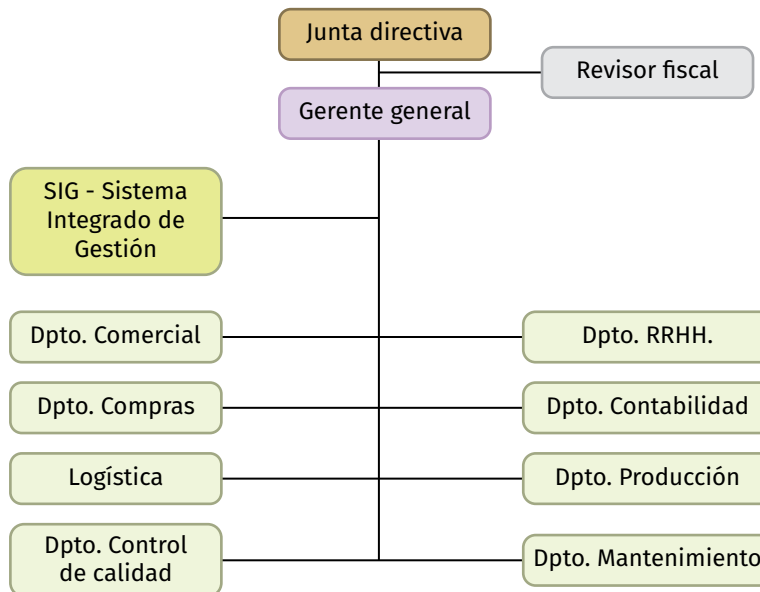 Junta directiva
Revisor fiscal
Gerente general
SIG - Sistema
Integrado de
Gestión
Dpto. Comercial
Dpto. RRHH.
Dpto. Compras
Dpto. Contabilidad
Logística
Dpto. Producción
Dpto. Control
de calidad
Dpto. Mantenimiento